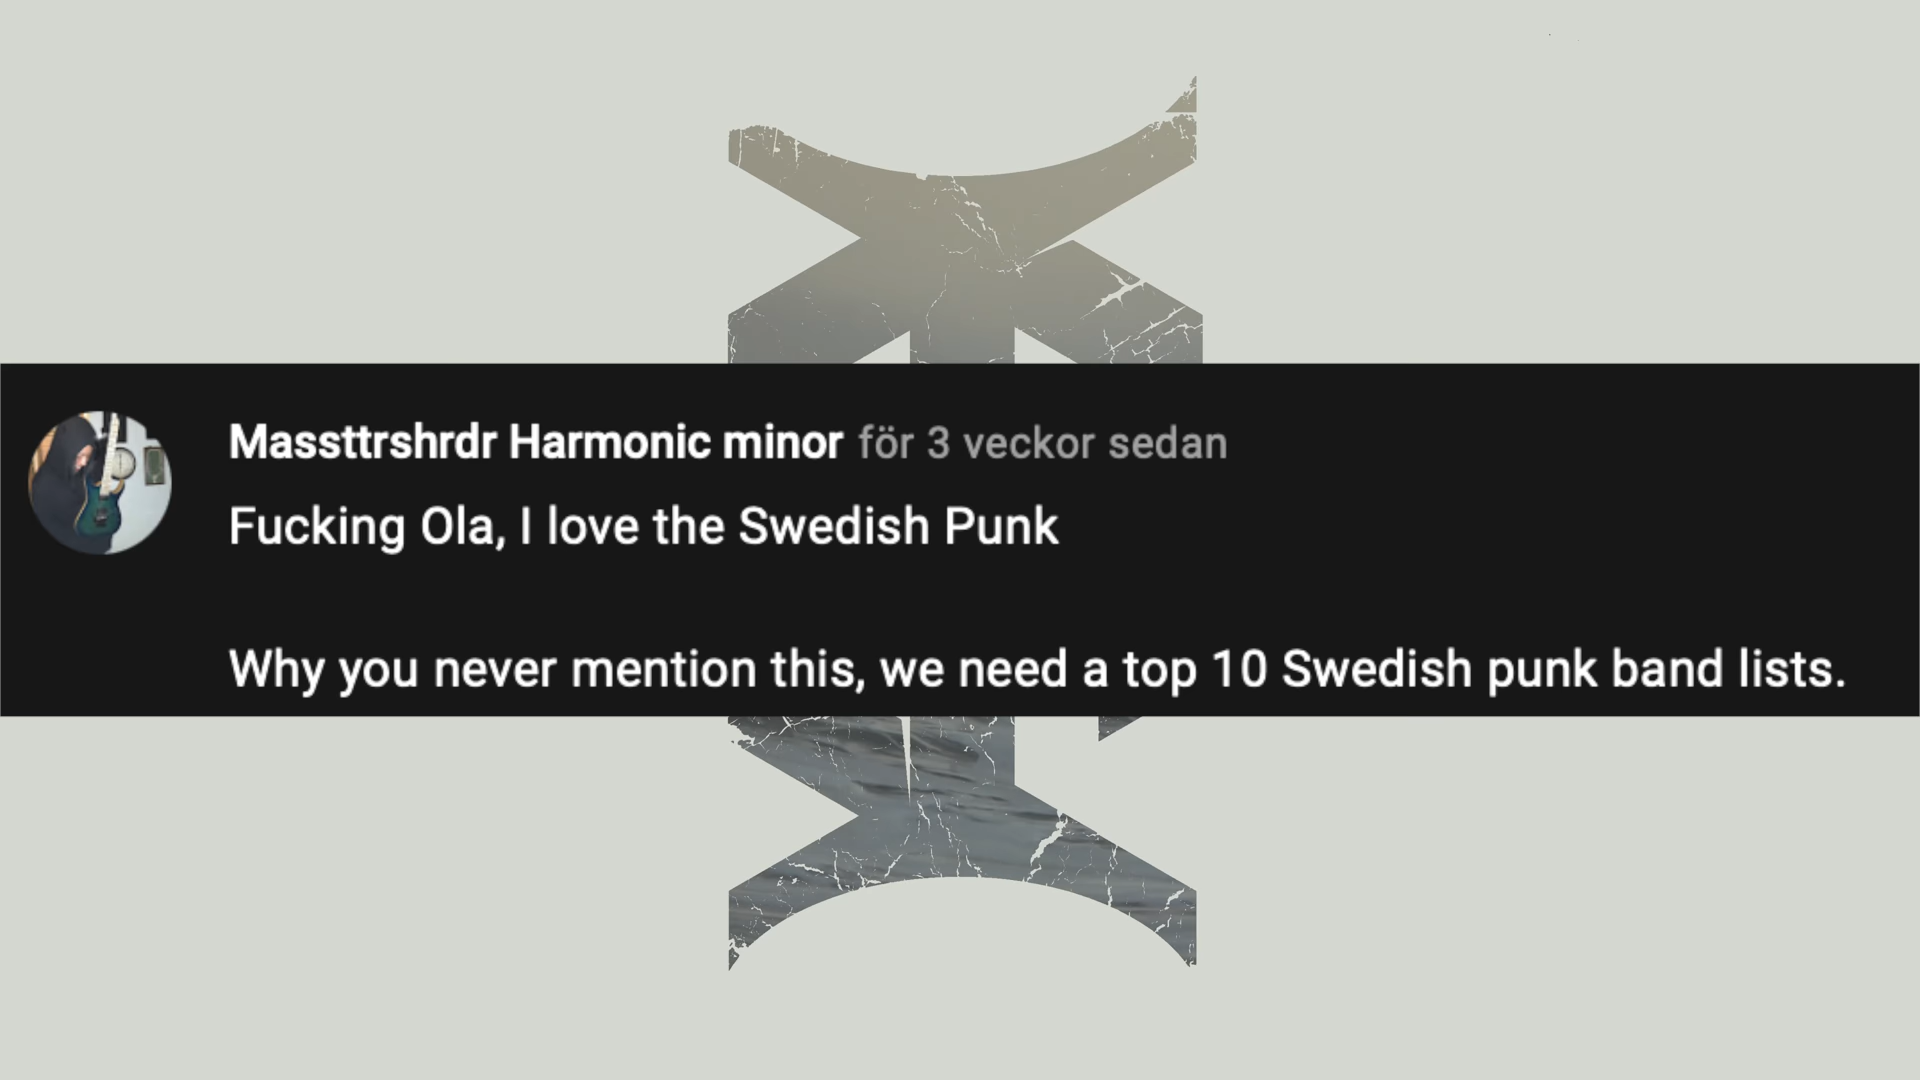 Massttrshrdr Harmonic minor för 3 veckor sedan
Fucking Ola, I love the Swedish Punk
Why you never mention this, we need a top 10 Swedish punk band lists.